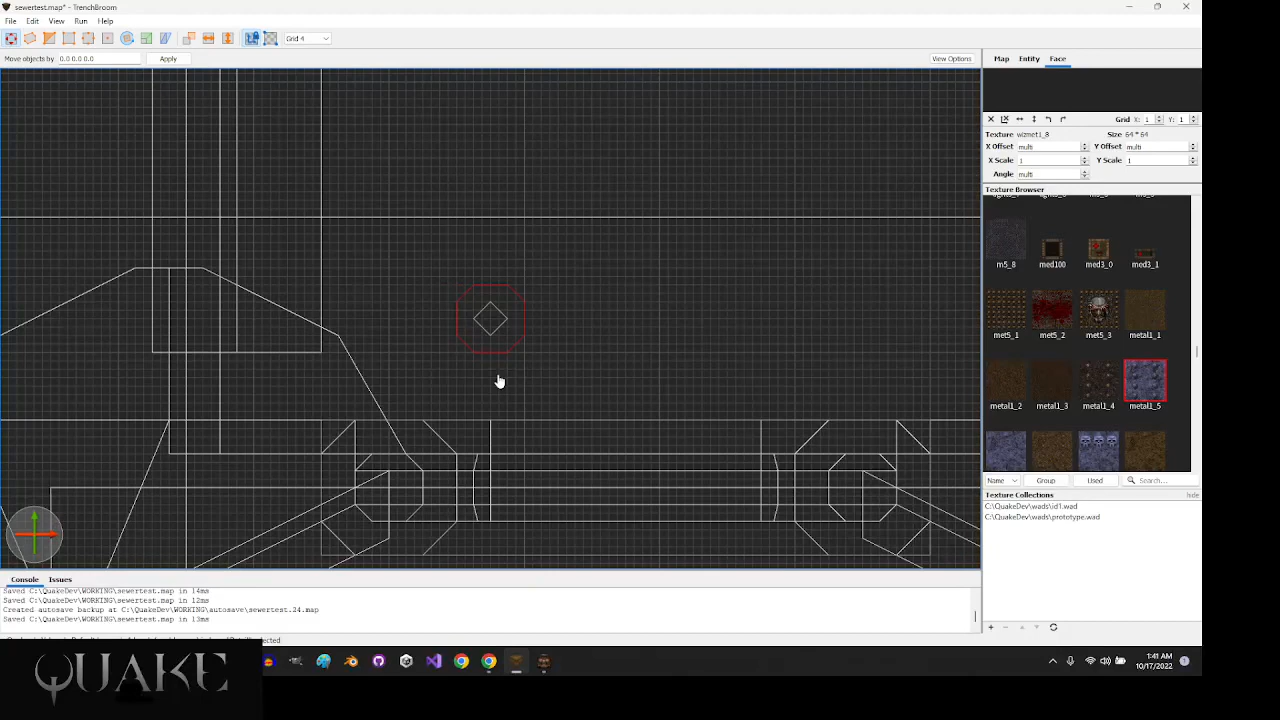 sewertest.map* - TrenchBroom
File Edit View Run Help
Grid 4
Move objects by 0.0 0.0 0.0 Apply View Options
Map Entity Face
Grid X: 1 Y: 1
Texture wizmet1_8 Size 64 * 64
X Offset multi Y Offset multi
X Scale 1 Y Scale 1
Angle multi
Texture Browser
m5_8 med100 med3_0 med3_1
met5_1 met5_2 met5_3 metal1_1
metal1_2 metal1_3 metal1_4 metal1_5
Name Group Used Search...
Texture Collections hide
C:\QuakeDev\wads\id1.wad
C:\QuakeDev\wads\prototype.wad
Console Issues
Saved C:\QuakeDev\WORKING\sewertest.map in 14ms
Saved C:\QuakeDev\WORKING\sewertest.map in 12ms
Created autosave backup at C:\QuakeDev\WORKING\autosave\sewertest.24.map
Saved C:\QuakeDev\WORKING\sewertest.map in 13ms
QUAKE
1:41 AM
10/17/2022